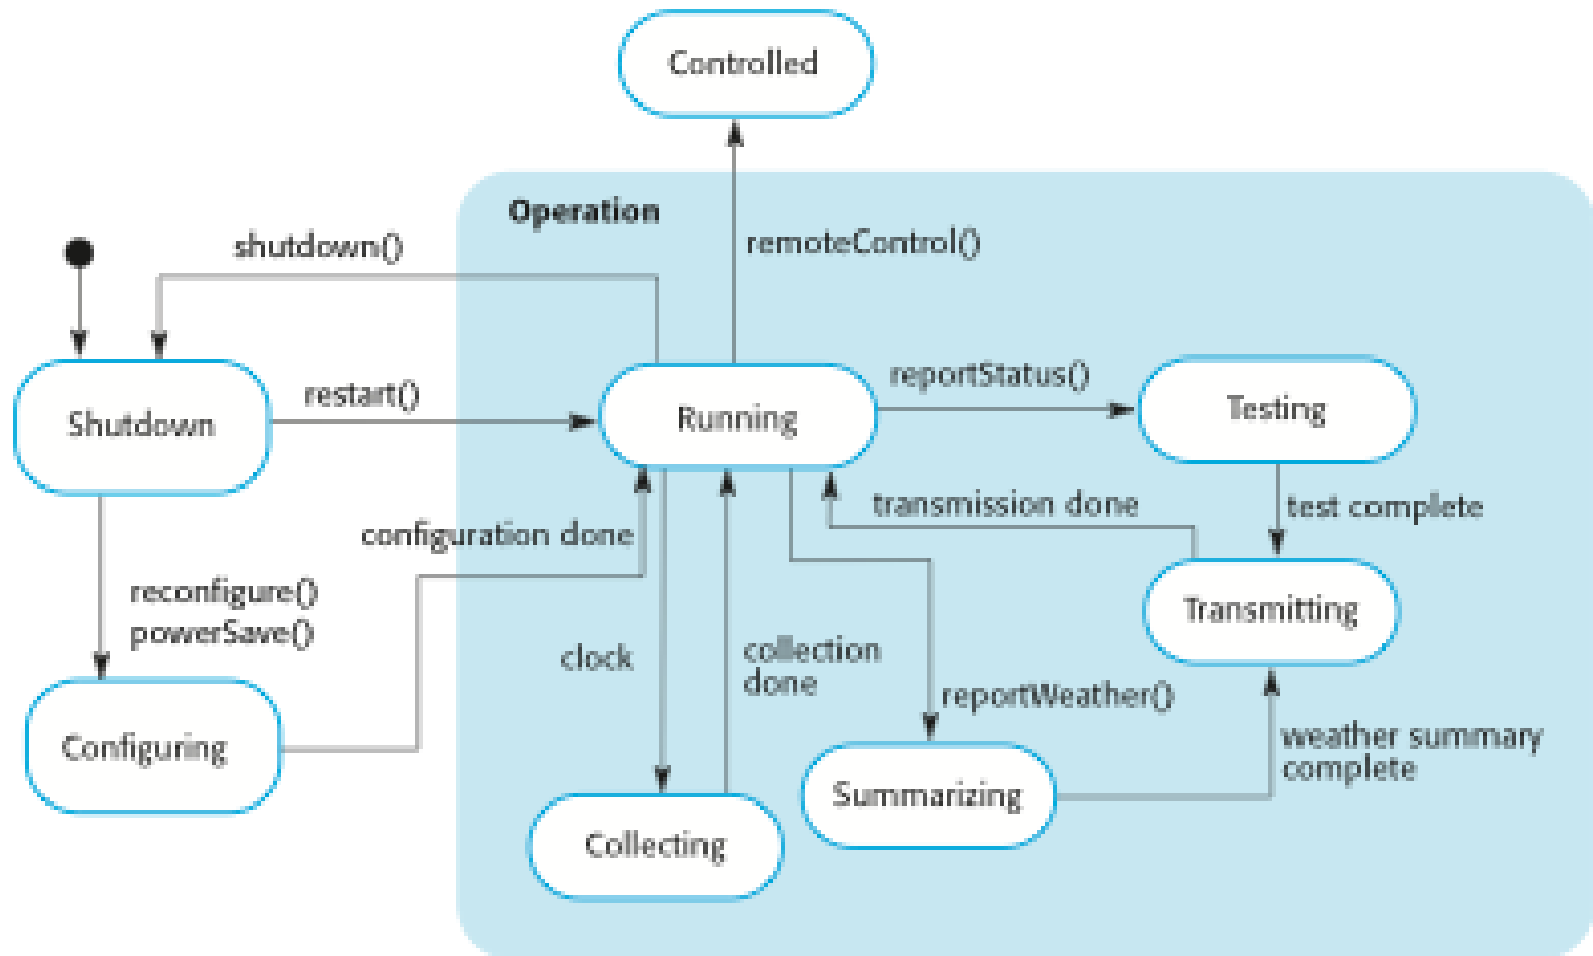 Controlled
Operation
shutdown()
remoteControl()
restart()
reportStatus()
Shutdown
Running
Testing
configuration done
transmission done
test complete
reconfigure()
powerSave()
Transmitting
clock
collection
done
reportWeather()
Configuring
weather summary
complete
Summarizing
Collecting